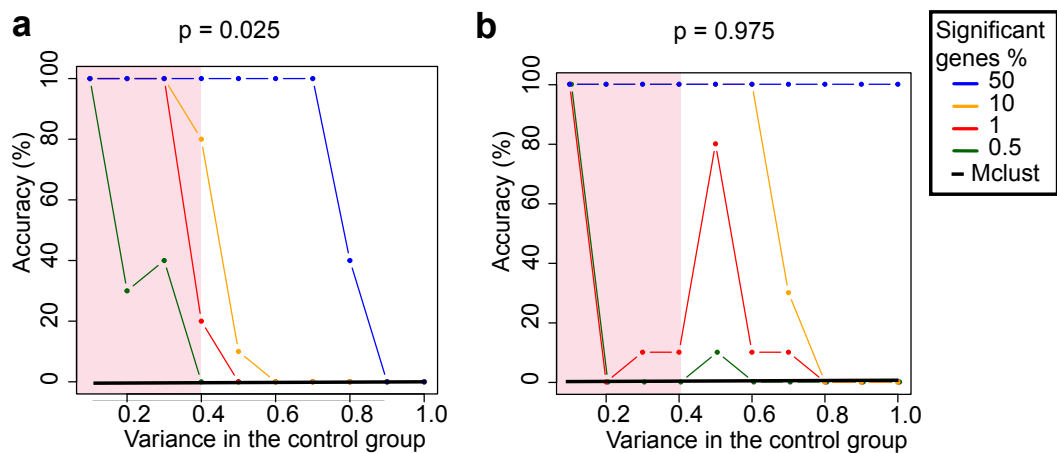 a
p = 0.025
Accuracy (%)
100
80
60
40
20
0
0.2 0.4 0.6 0.8 1.0
Variance in the control group
b
p = 0.975
Accuracy (%)
100
80
60
40
20
0
0.2 0.4 0.6 0.8 1.0
Variance in the control group
Significant
genes %
50
10
1
0.5
Mclust